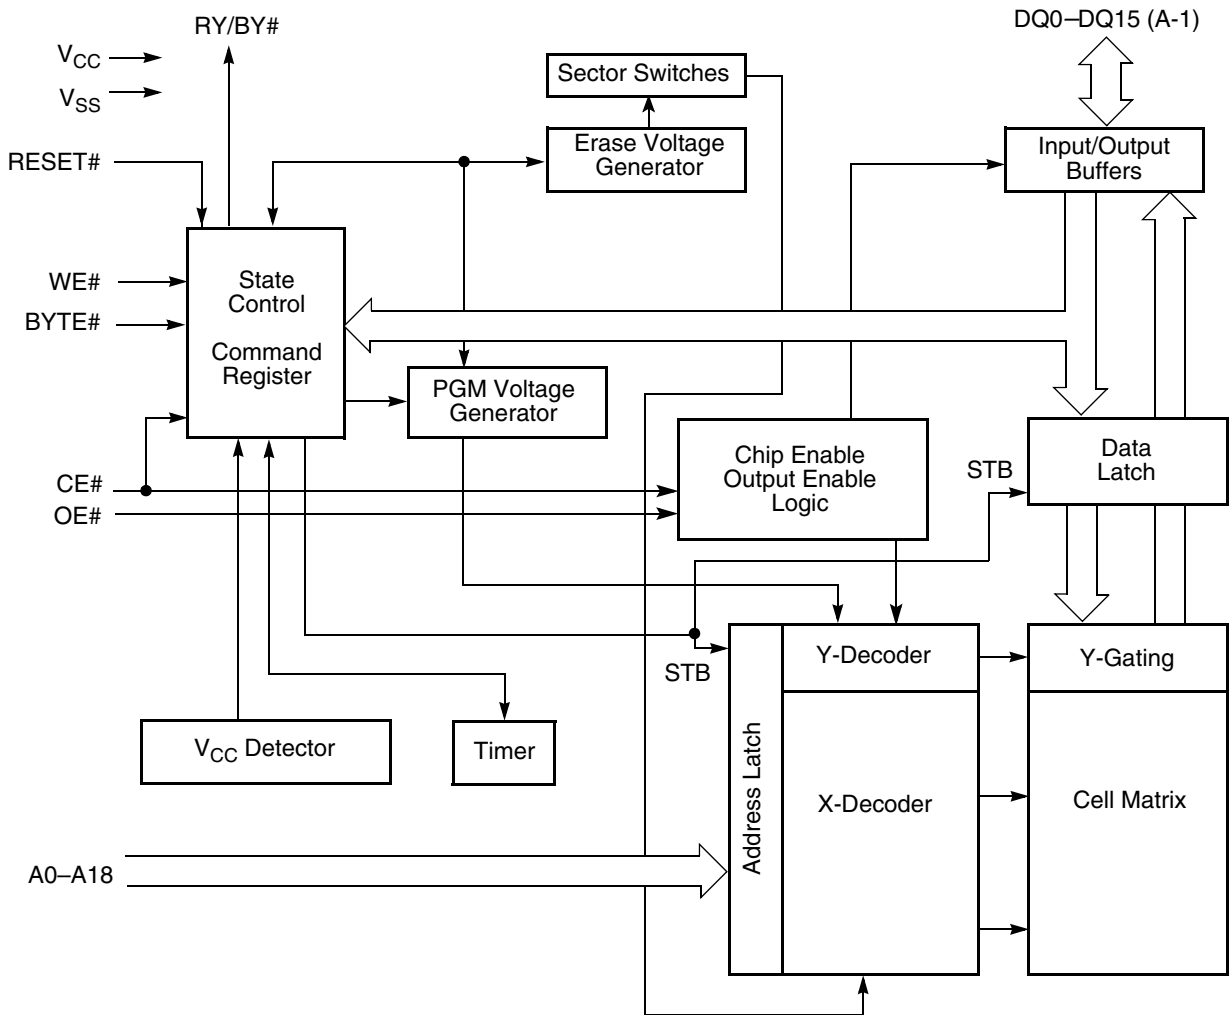 RY/BY#
DQ0–DQ15 (A-1)
VCC
VSS
Sector Switches
Erase Voltage
Generator
Input/Output
Buffers
RESET#
WE#
BYTE#
State
Control
Command
Register
PGM Voltage
Generator
Chip Enable
Output Enable
Logic
STB
Data
Latch
CE#
OE#
STB
Y-Decoder
Y-Gating
VCC Detector
Timer
Address Latch
X-Decoder
Cell Matrix
A0–A18